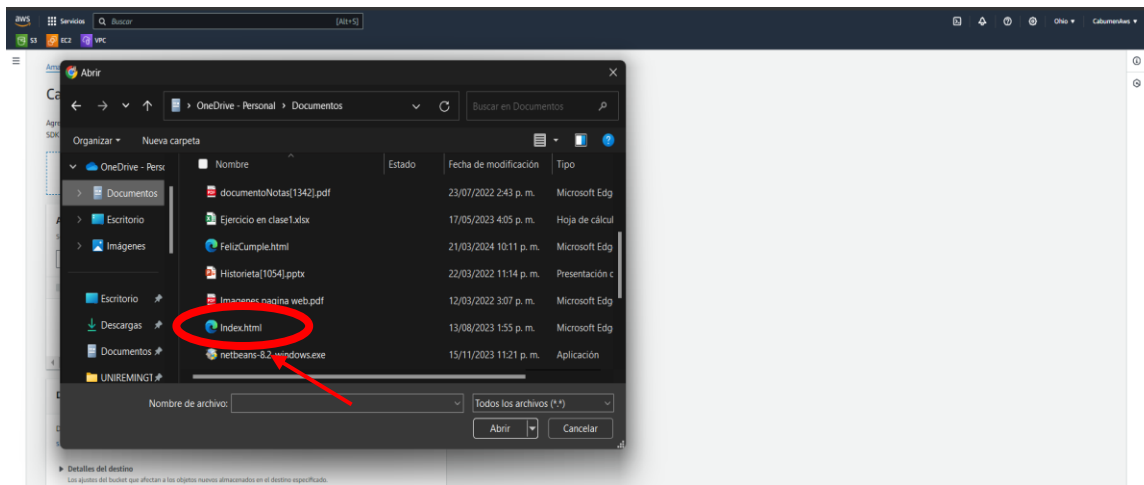 aws Servicios Buscar [Alt+S] Ohio CabumenAws
S3 EC2 VPC
Abrir
OneDrive - Personal Documentos Buscar en Documentos
Organizar Nueva carpeta
OneDrive - Perso Nombre Estado Fecha de modificación Tipo
Documentos documentoNotas[1342].pdf 23/07/2022 2:43 p. m. Microsoft Edg
Escritorio Ejercicio en clase1.xlsx 17/05/2023 4:05 p. m. Hoja de cálcul
Imágenes FelizCumple.html 21/03/2024 10:11 p. m. Microsoft Edg
Historieta[1054].pptx 22/03/2022 11:14 p. m. Presentación c
Escritorio Imagenes pagina web.pdf 12/03/2022 3:07 p. m. Microsoft Edg
Descargas Index.html 13/08/2023 1:55 p. m. Microsoft Edg
Documentos netbeans-8.2-windows.exe 15/11/2023 11:21 p. m. Aplicación
UNIREMINGT
Nombre de archivo: Todos los archivos (*.*)
Abrir Cancelar
Detalles del destino
Los ajustes del bucket que afectan a los objetos nuevos almacenados en el destino especificado.